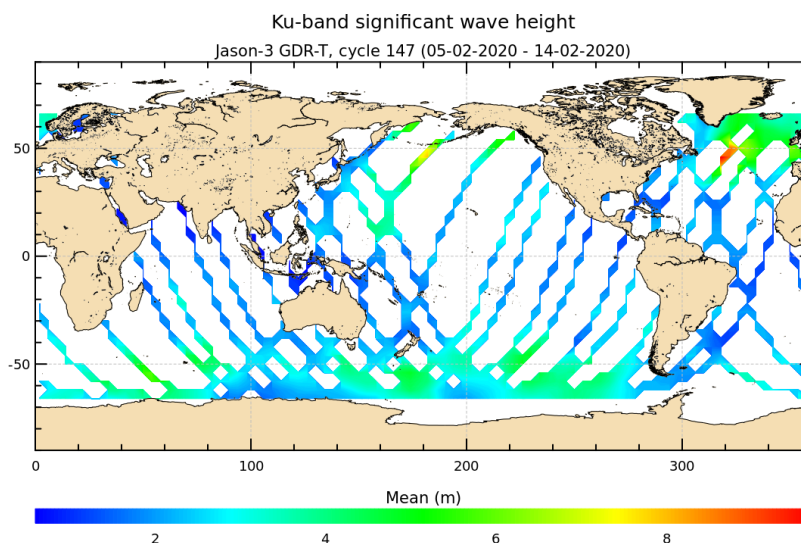 Ku-band significant wave height
Jason-3 GDR-T, cycle 147 (05-02-2020 - 14-02-2020)
50
0
-50
0 100 200 300
Mean (m)
2 4 6 8